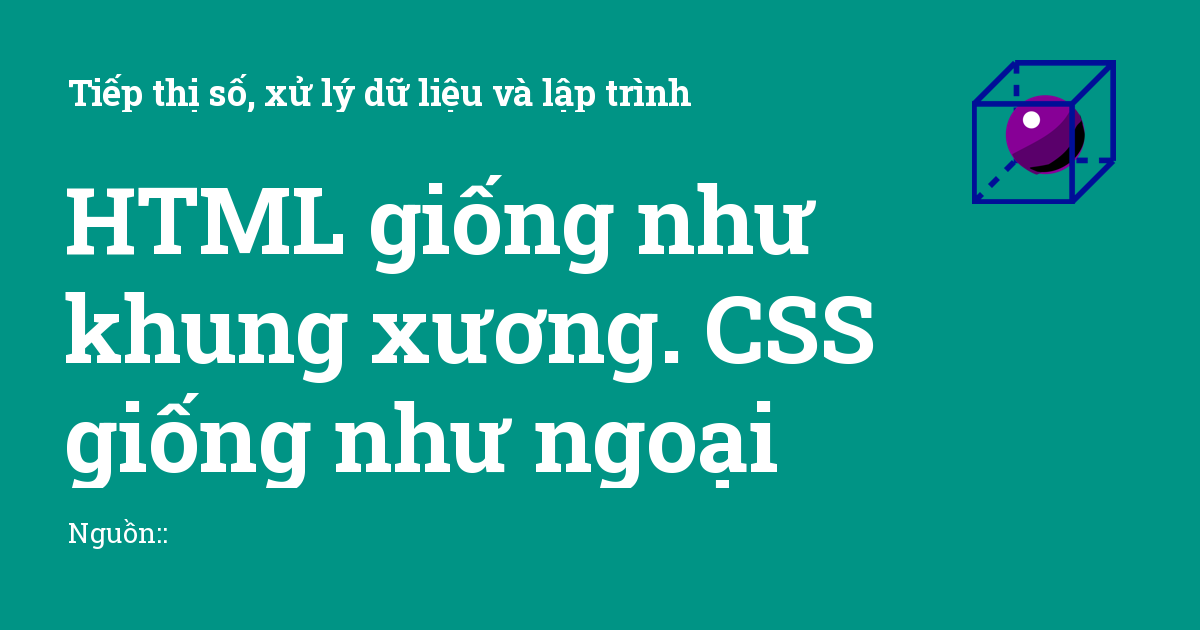 Tiếp thị số, xử lý dữ liệu và lập trình
HTML giống như
khung xương. CSS
giống như ngoại
Nguồn::